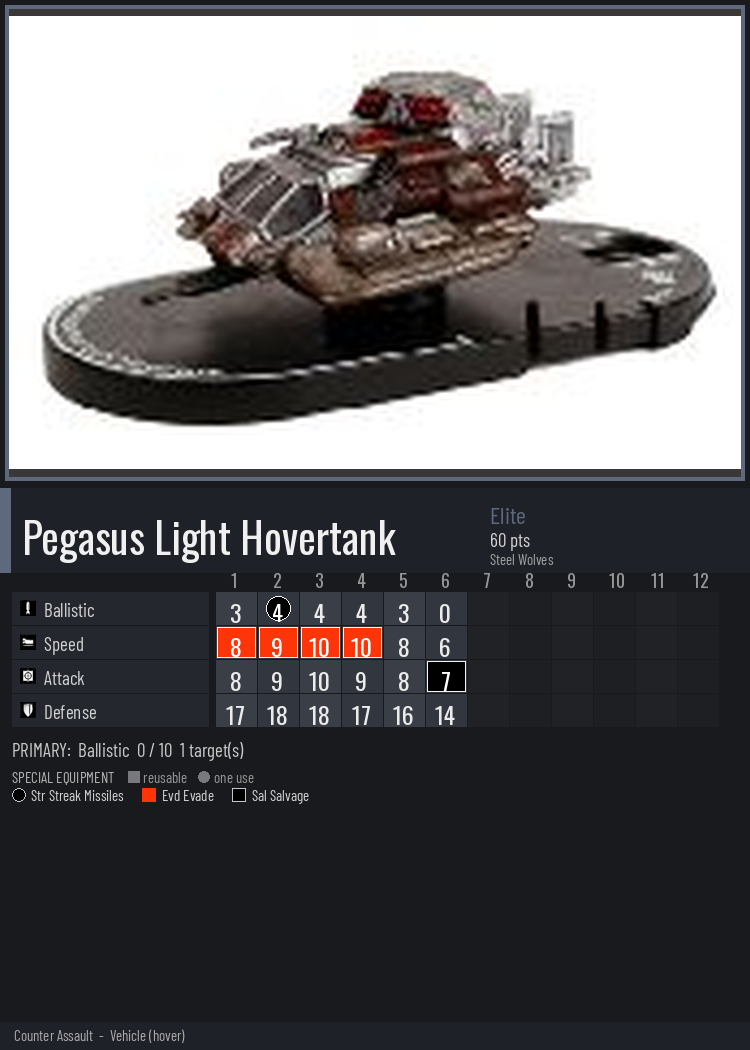 Pegasus Light Hovertank
Elite
60 pts
Steel Wolves
1 2 3 4 5 6 7 8 9 10 11 12
Ballistic 3 4 4 4 3 0
Speed 8 9 10 10 8 6
Attack 8 9 10 9 8 7
Defense 17 18 18 17 16 14
PRIMARY: Ballistic 0 / 10 1 target(s)
SPECIAL EQUIPMENT reusable one use
Str Streak Missiles Evd Evade Sal Salvage
Counter Assault - Vehicle (hover)